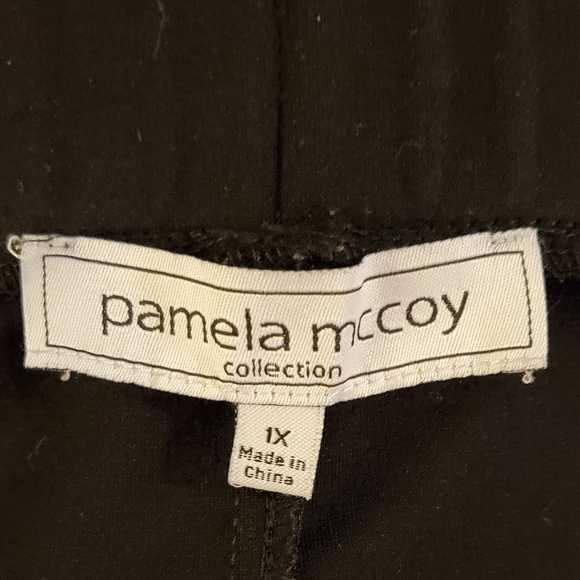 pamela mccoy
collection
1X
Made in
China